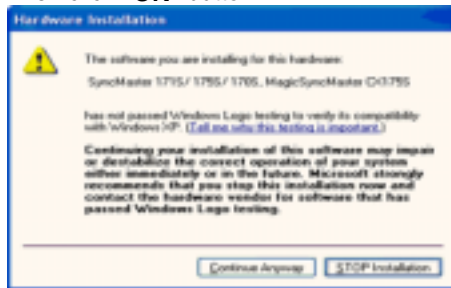 Hardware Installation
The software you are installing for this hardware:
SyncMaster 171S/ 175S/ 170S, MagicSyncMaster CX175S
has not passed Windows Logo testing to verify its compatibility
with Windows XP. (Tell me why this testing is important.)
Continuing your installation of this software may impair
or destabilize the correct operation of your system
either immediately or in the future. Microsoft strongly
recommends that you stop this installation now and
contact the hardware vendor for software that has
passed Windows Logo testing.
Continue Anyway STOP Installation